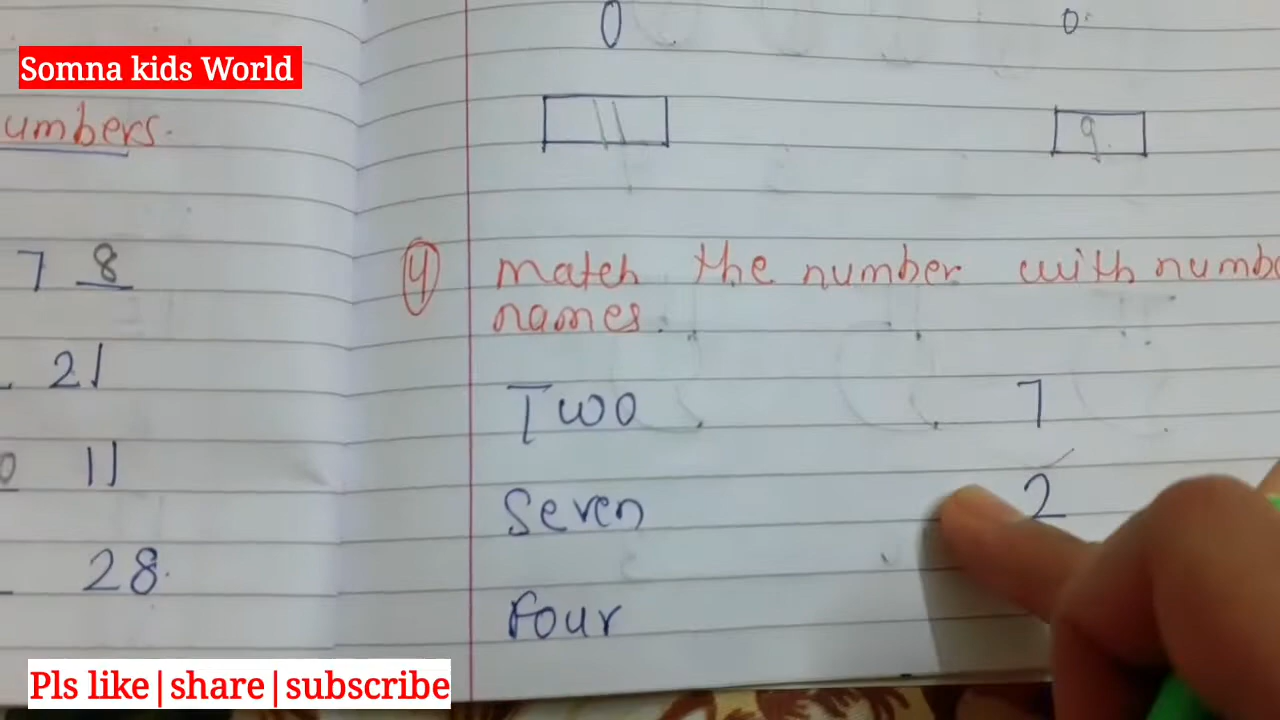 Somna kids World
umbers.
7 8
21
11
28.
0
0
11
9.
4 match the number with numbe
names.
Two 7
Seven 2
Four
Pls like|share|subscribe